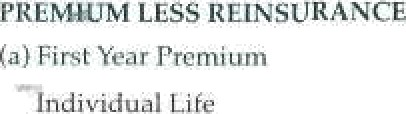 PREMIUM LESS REINSURANCE
(a) First Year Premium
Individual Life